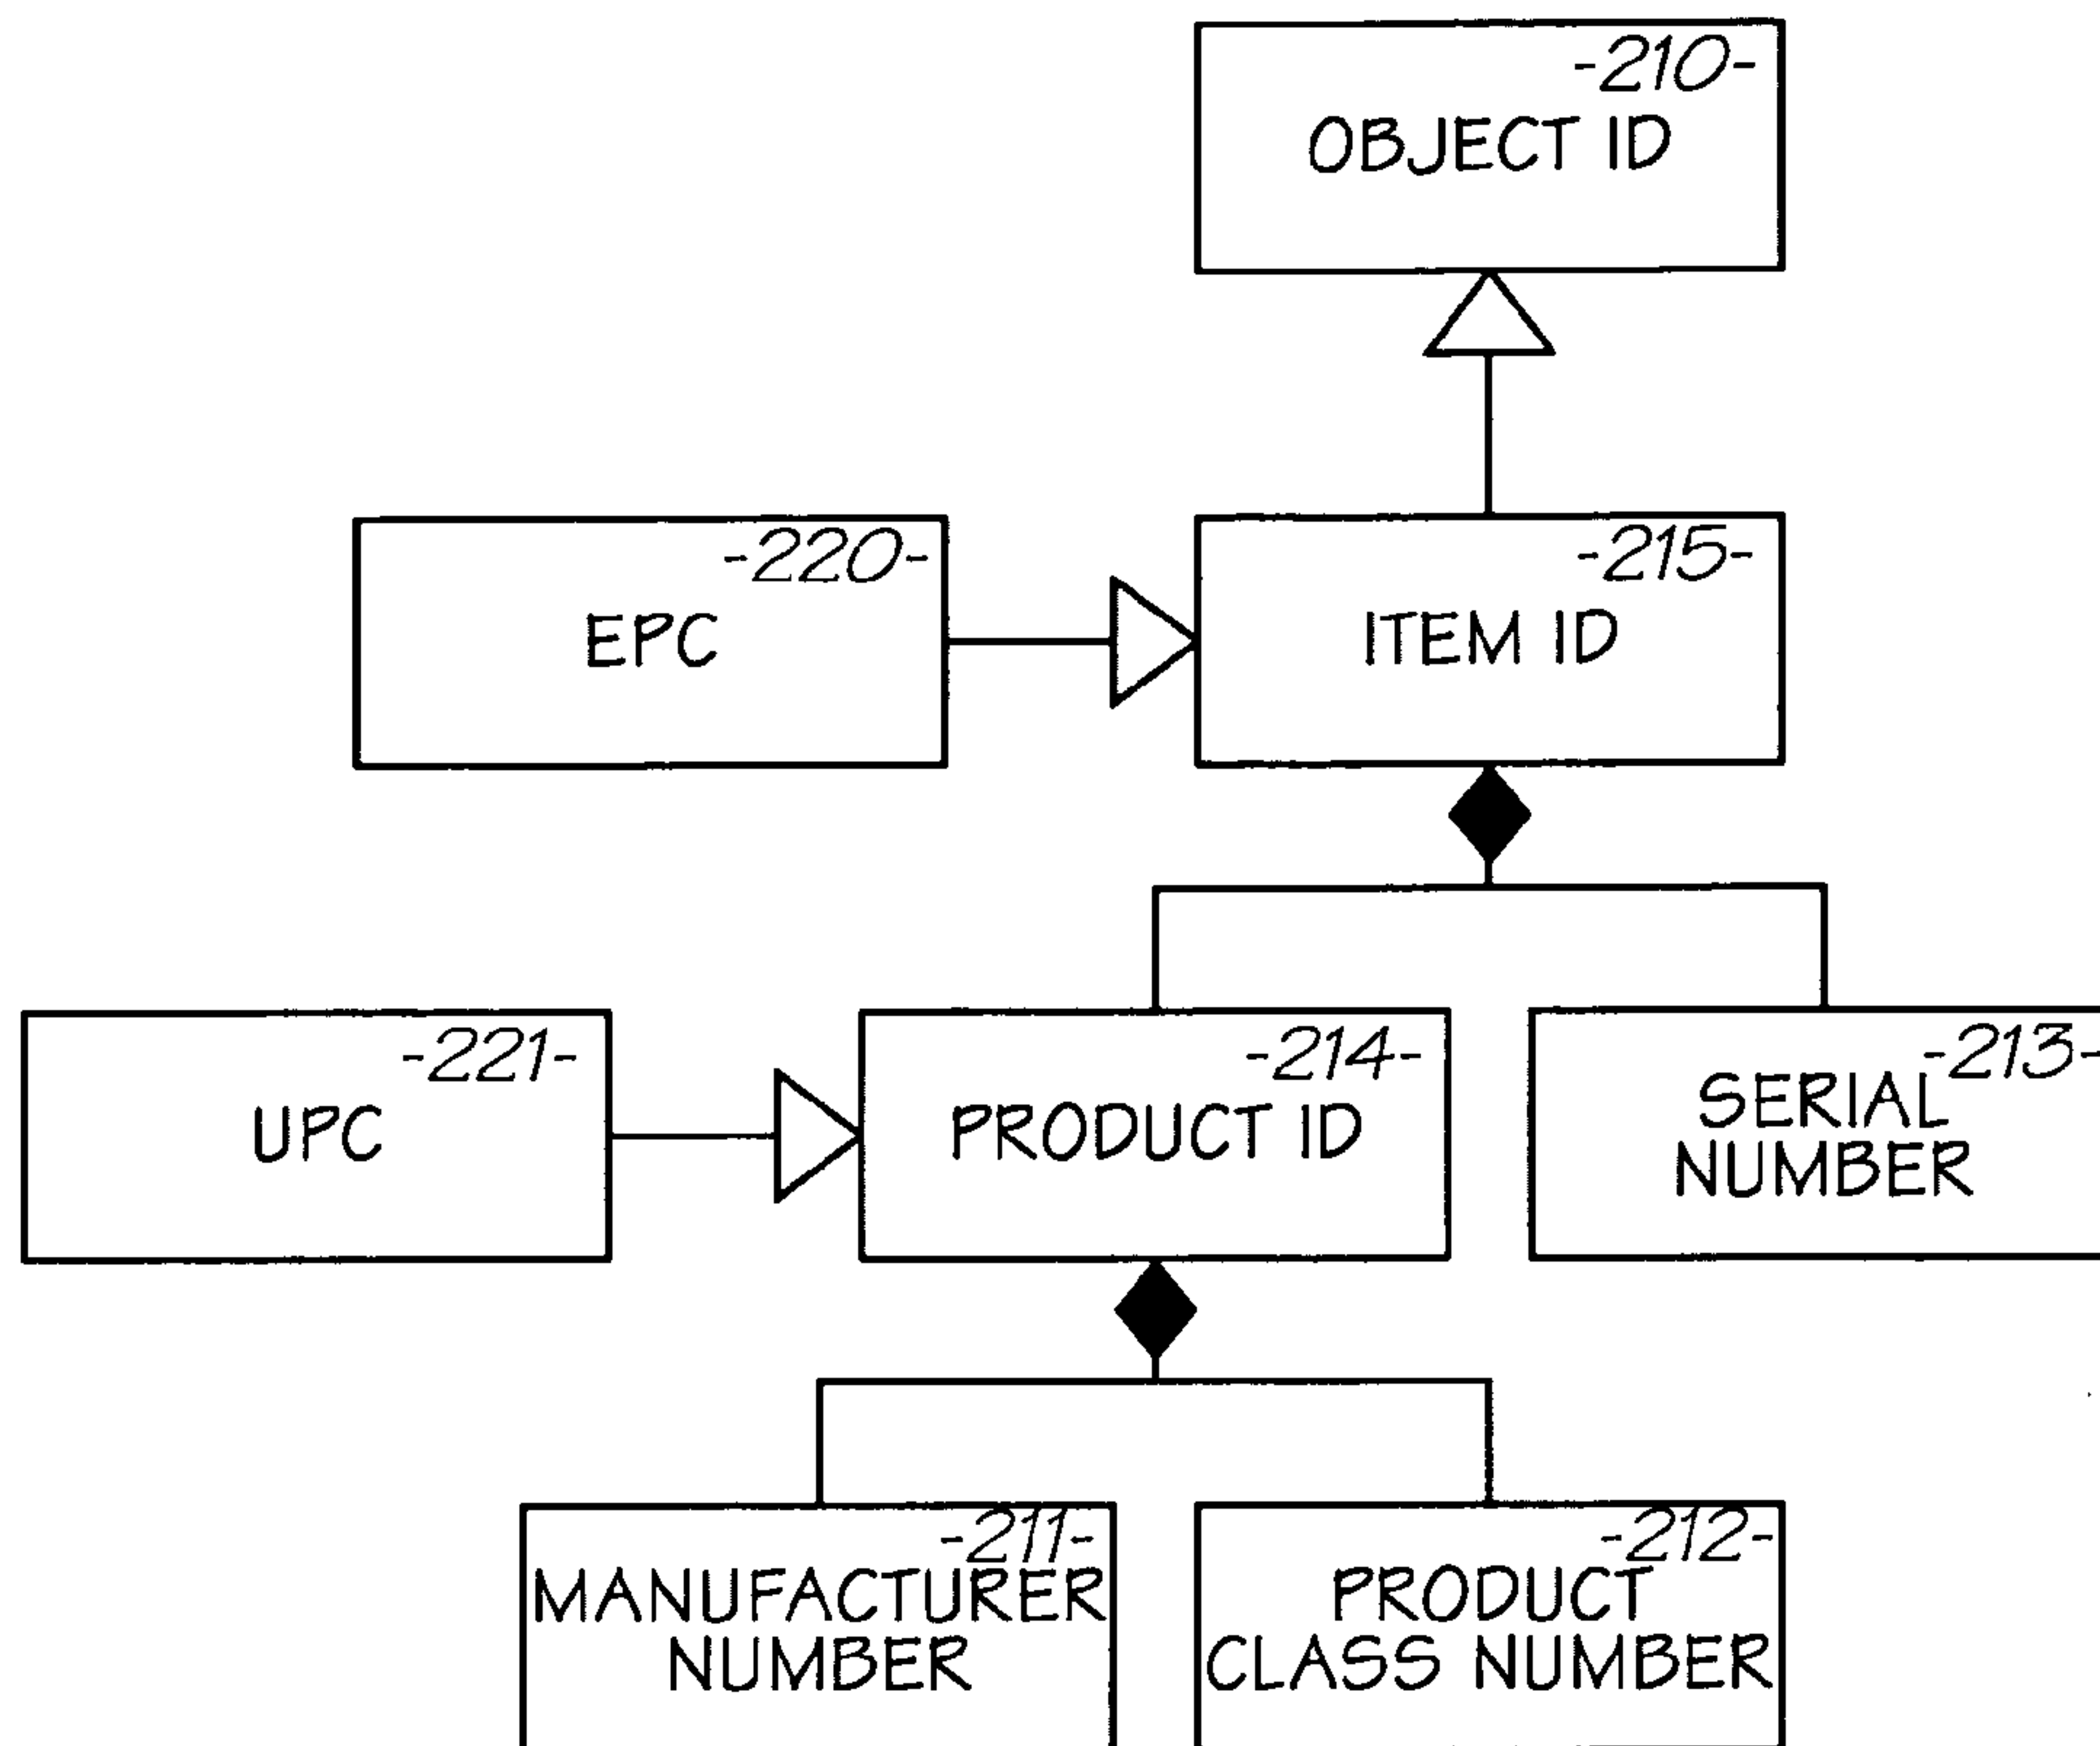 -210-
OBJECT ID
-220-
EPC
-215-
ITEM ID
-221-
UPC
-214-
PRODUCT ID
-213-
SERIAL
NUMBER
-211-
MANUFACTURER
NUMBER
-212-
PRODUCT
CLASS NUMBER